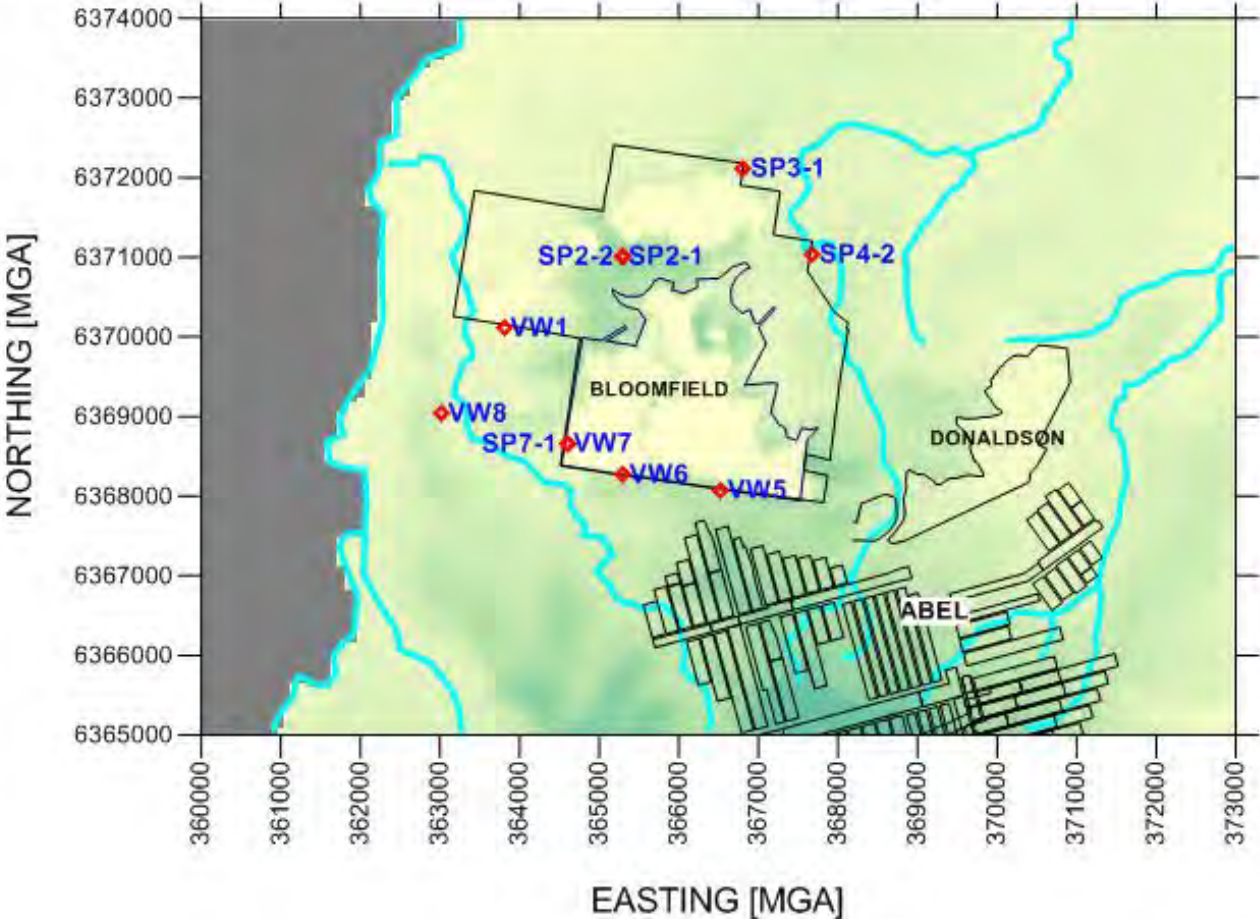 6374000
6373000
6372000
6371000
6370000
6369000
6368000
6367000
6366000
6365000
NORTHING [MGA]
SP3-1
SP2-2 SP2-1
SP4-2
VW1
BLOOMFIELD
VW8
DONALDSON
SP7-1 VW7
VW6
VW5
ABEL
360000
361000
362000
363000
364000
365000
366000
367000
368000
369000
370000
371000
372000
373000
EASTING [MGA]